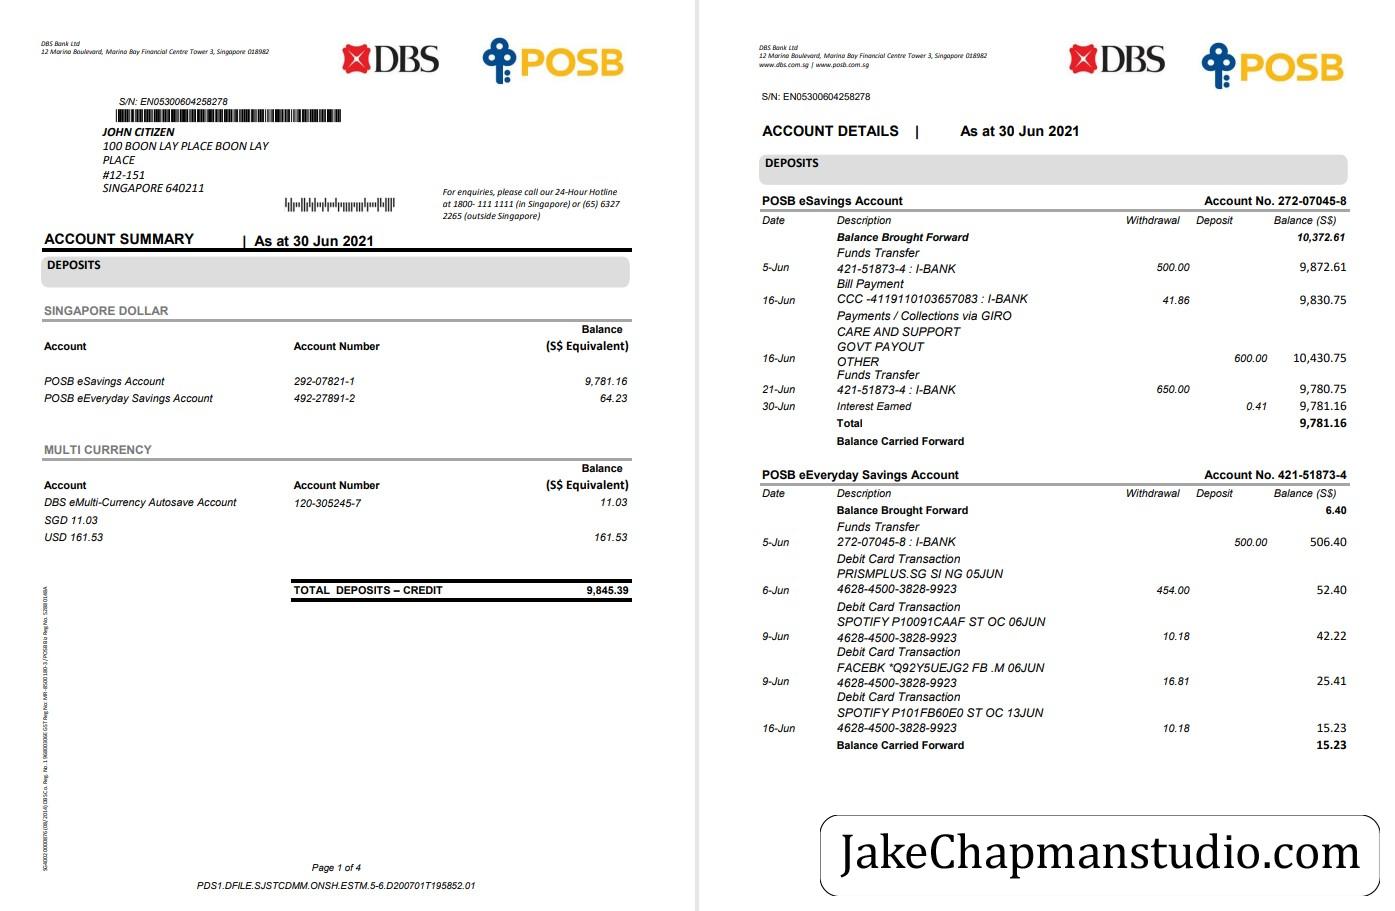 DBS Bank Ltd
12 Marina Boulevard, Marina Bay Financial Centre Tower 3, Singapore 018982
DBS POSB
S/N: EN05300604258278
JOHN CITIZEN
100 BOON LAY PLACE BOON LAY
PLACE
#12-151
SINGAPORE 640211
For enquiries, please call our 24-Hour Hotline
at 1800- 111 1111 (in Singapore) or (65) 6327
2265 (outside Singapore)
ACCOUNT SUMMARY | As at 30 Jun 2021
DEPOSITS
SINGAPORE DOLLAR
Balance
Account Account Number (S$ Equivalent)
POSB eSavings Account 292-07821-1 9,781.16
POSB eEveryday Savings Account 492-27891-2 64.23
MULTI CURRENCY
Balance
Account Account Number (S$ Equivalent)
DBS eMulti-Currency Autosave Account 120-305245-7 11.03
SGD 11.03
USD 161.53 161.53
TOTAL DEPOSITS – CREDIT 9,845.39
Page 1 of 4
PDS1.DFILE.SJSTCDMM.ONSH.ESTM.5-6.D200701T195852.01
DBS Bank Ltd
12 Marina Boulevard, Marina Bay Financial Centre Tower 3, Singapore 018982
www.dbs.com.sg | www.posb.com.sg
DBS POSB
S/N: EN05300604258278
ACCOUNT DETAILS | As at 30 Jun 2021
DEPOSITS
POSB eSavings Account Account No. 272-07045-8
Date Description Withdrawal Deposit Balance (S$)
Balance Brought Forward 10,372.61
Funds Transfer
5-Jun 421-51873-4 : I-BANK 500.00 9,872.61
Bill Payment
16-Jun CCC -4119110103657083 : I-BANK 41.86 9,830.75
Payments / Collections via GIRO
CARE AND SUPPORT
GOVT PAYOUT
16-Jun OTHER 600.00 10,430.75
Funds Transfer
21-Jun 421-51873-4 : I-BANK 650.00 9,780.75
30-Jun Interest Earned 0.41 9,781.16
Total 9,781.16
Balance Carried Forward
POSB eEveryday Savings Account Account No. 421-51873-4
Date Description Withdrawal Deposit Balance (S$)
Balance Brought Forward 6.40
Funds Transfer
5-Jun 272-07045-8 : I-BANK 500.00 506.40
Debit Card Transaction
PRISMPLUS.SG SI NG 05JUN
6-Jun 4628-4500-3828-9923 454.00 52.40
Debit Card Transaction
SPOTIFY P10091CAAF ST OC 06JUN
9-Jun 4628-4500-3828-9923 10.18 42.22
Debit Card Transaction
FACEBK *Q92Y5UEJG2 FB .M 06JUN
9-Jun 4628-4500-3828-9923 16.81 25.41
Debit Card Transaction
SPOTIFY P101FB60E0 ST OC 13JUN
16-Jun 4628-4500-3828-9923 10.18 15.23
Balance Carried Forward 15.23
JakeChapmanstudio.com